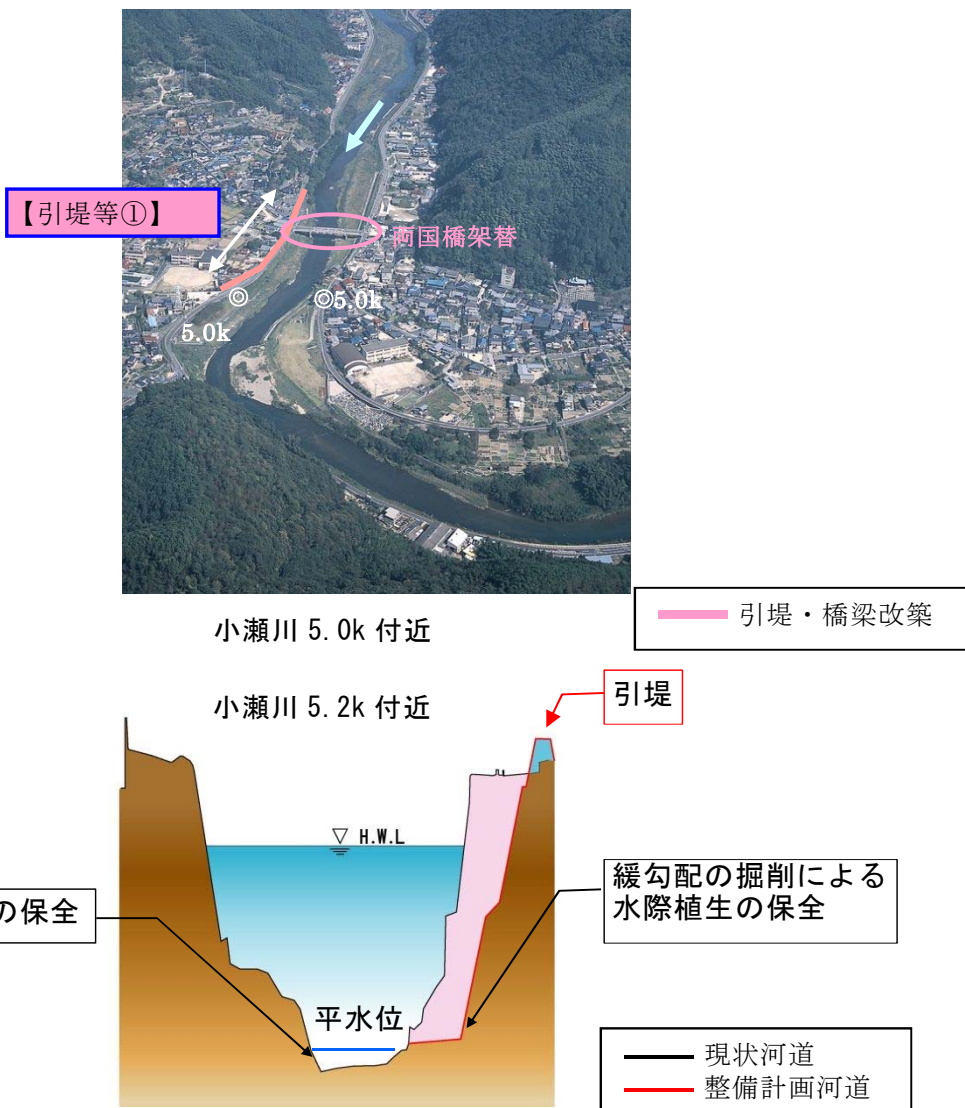 【引堤等①】
両国橋架替
◎
◎5.0k
5.0k
小瀬川 5.0k 付近
引堤・橋梁改築
小瀬川 5.2k 付近
引堤
▽ H.W.L
の保全
緩勾配の掘削による
水際植生の保全
平水位
現状河道
整備計画河道